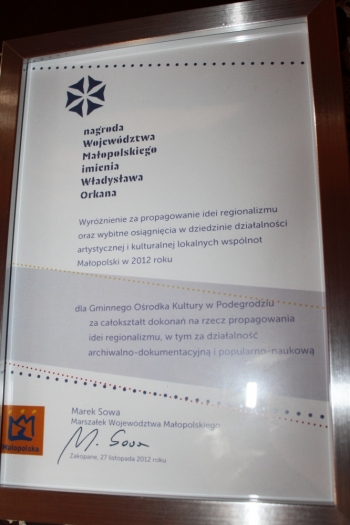 nagroda
Województwa
Małopolskiego
imienia
Władysława
Orkana
Wyróżnienie za propagowanie idei regionalizmu
oraz wybitne osiągnięcia w dziedzinie działalności
artystycznej i kulturalnej lokalnych wspólnot
Małopolski w 2012 roku
dla Gminnego Ośrodka Kultury w Podegrodziu
za całokształt dokonań na rzecz propagowania
idei regionalizmu, w tym za działalność
archiwalno-dokumentacyjną i popularno-naukową
Marek Sowa
Marszałek Województwa Małopolskiego
M. Sowa
Zakopane, 27 listopada 2012 roku
Małopolska